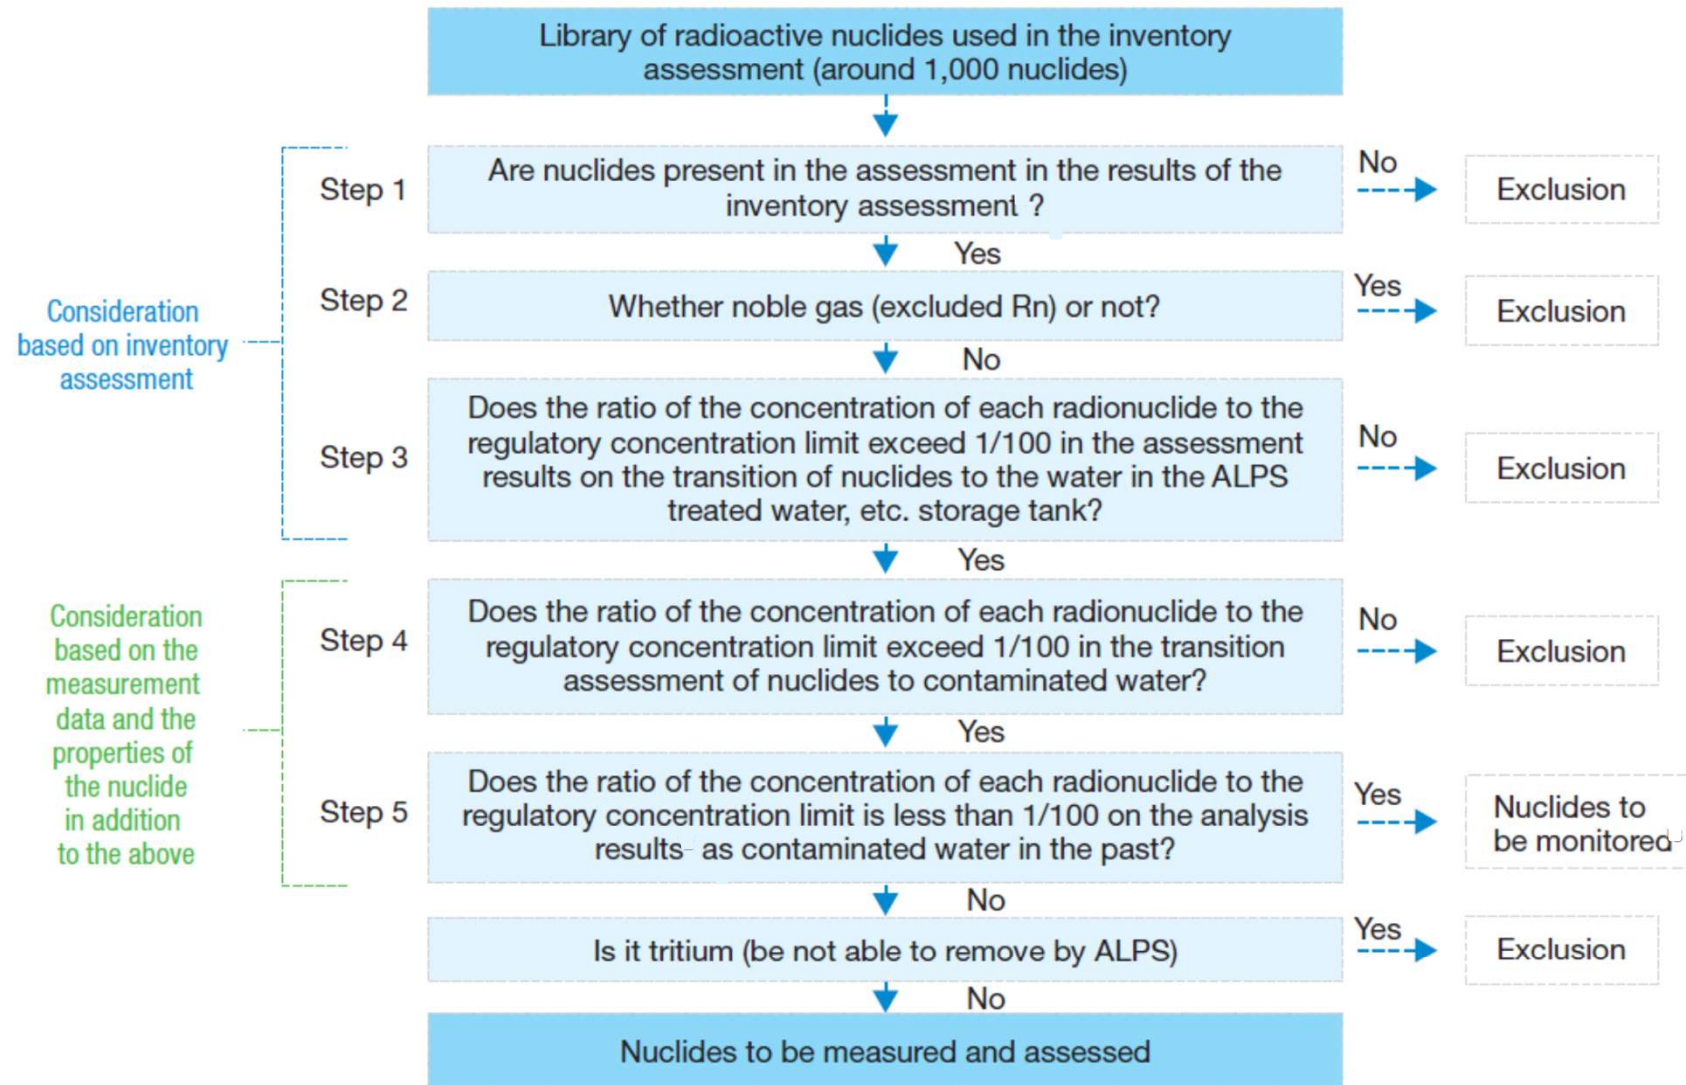 Library of radioactive nuclides used in the inventory
assessment (around 1,000 nuclides)
Step 1
Are nuclides present in the assessment in the results of the
inventory assessment ?
No
Exclusion
Yes
Step 2
Whether noble gas (excluded Rn) or not?
Yes
Exclusion
No
Consideration
based on inventory
assessment
Step 3
Does the ratio of the concentration of each radionuclide to the
regulatory concentration limit exceed 1/100 in the assessment
results on the transition of nuclides to the water in the ALPS
treated water, etc. storage tank?
No
Exclusion
Yes
Step 4
Does the ratio of the concentration of each radionuclide to the
regulatory concentration limit exceed 1/100 in the transition
assessment of nuclides to contaminated water?
No
Exclusion
Yes
Consideration
based on the
measurement
data and the
properties of
the nuclide
in addition
to the above
Step 5
Does the ratio of the concentration of each radionuclide to the
regulatory concentration limit is less than 1/100 on the analysis
results as contaminated water in the past?
Yes
Nuclides to
be monitored
No
Is it tritium (be not able to remove by ALPS)
Yes
Exclusion
No
Nuclides to be measured and assessed